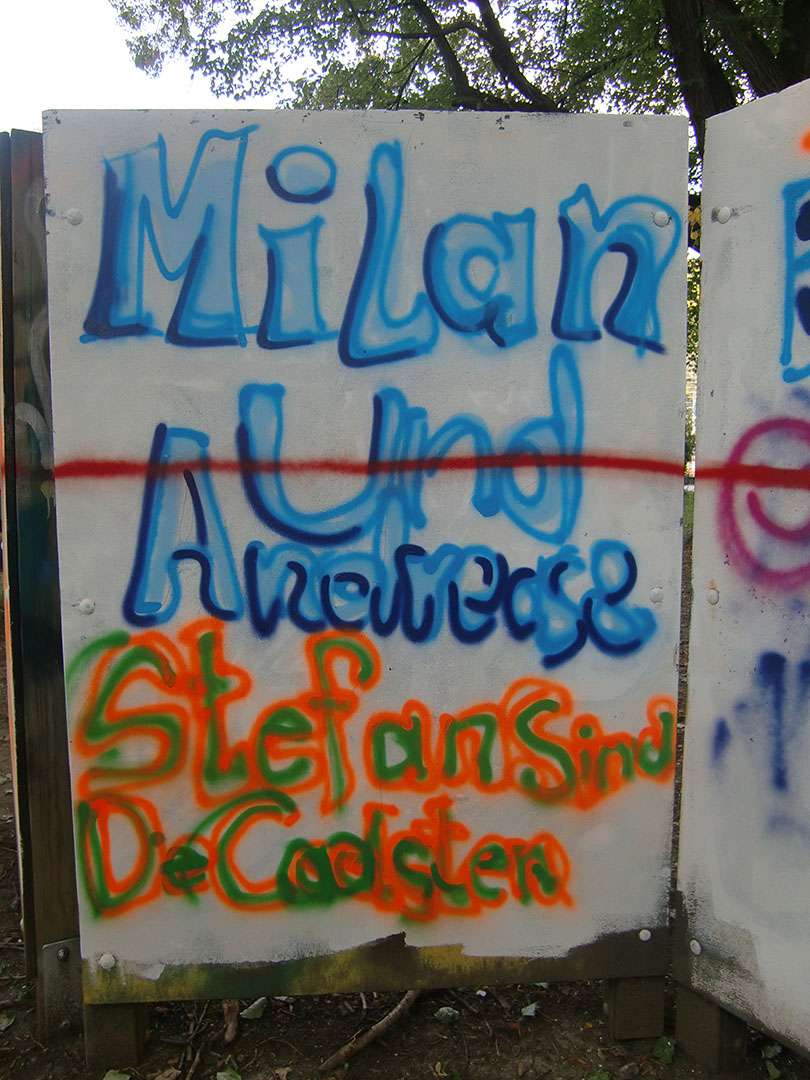 Milan
Und
Andreas&
Stefan Sind
Die Coolsten